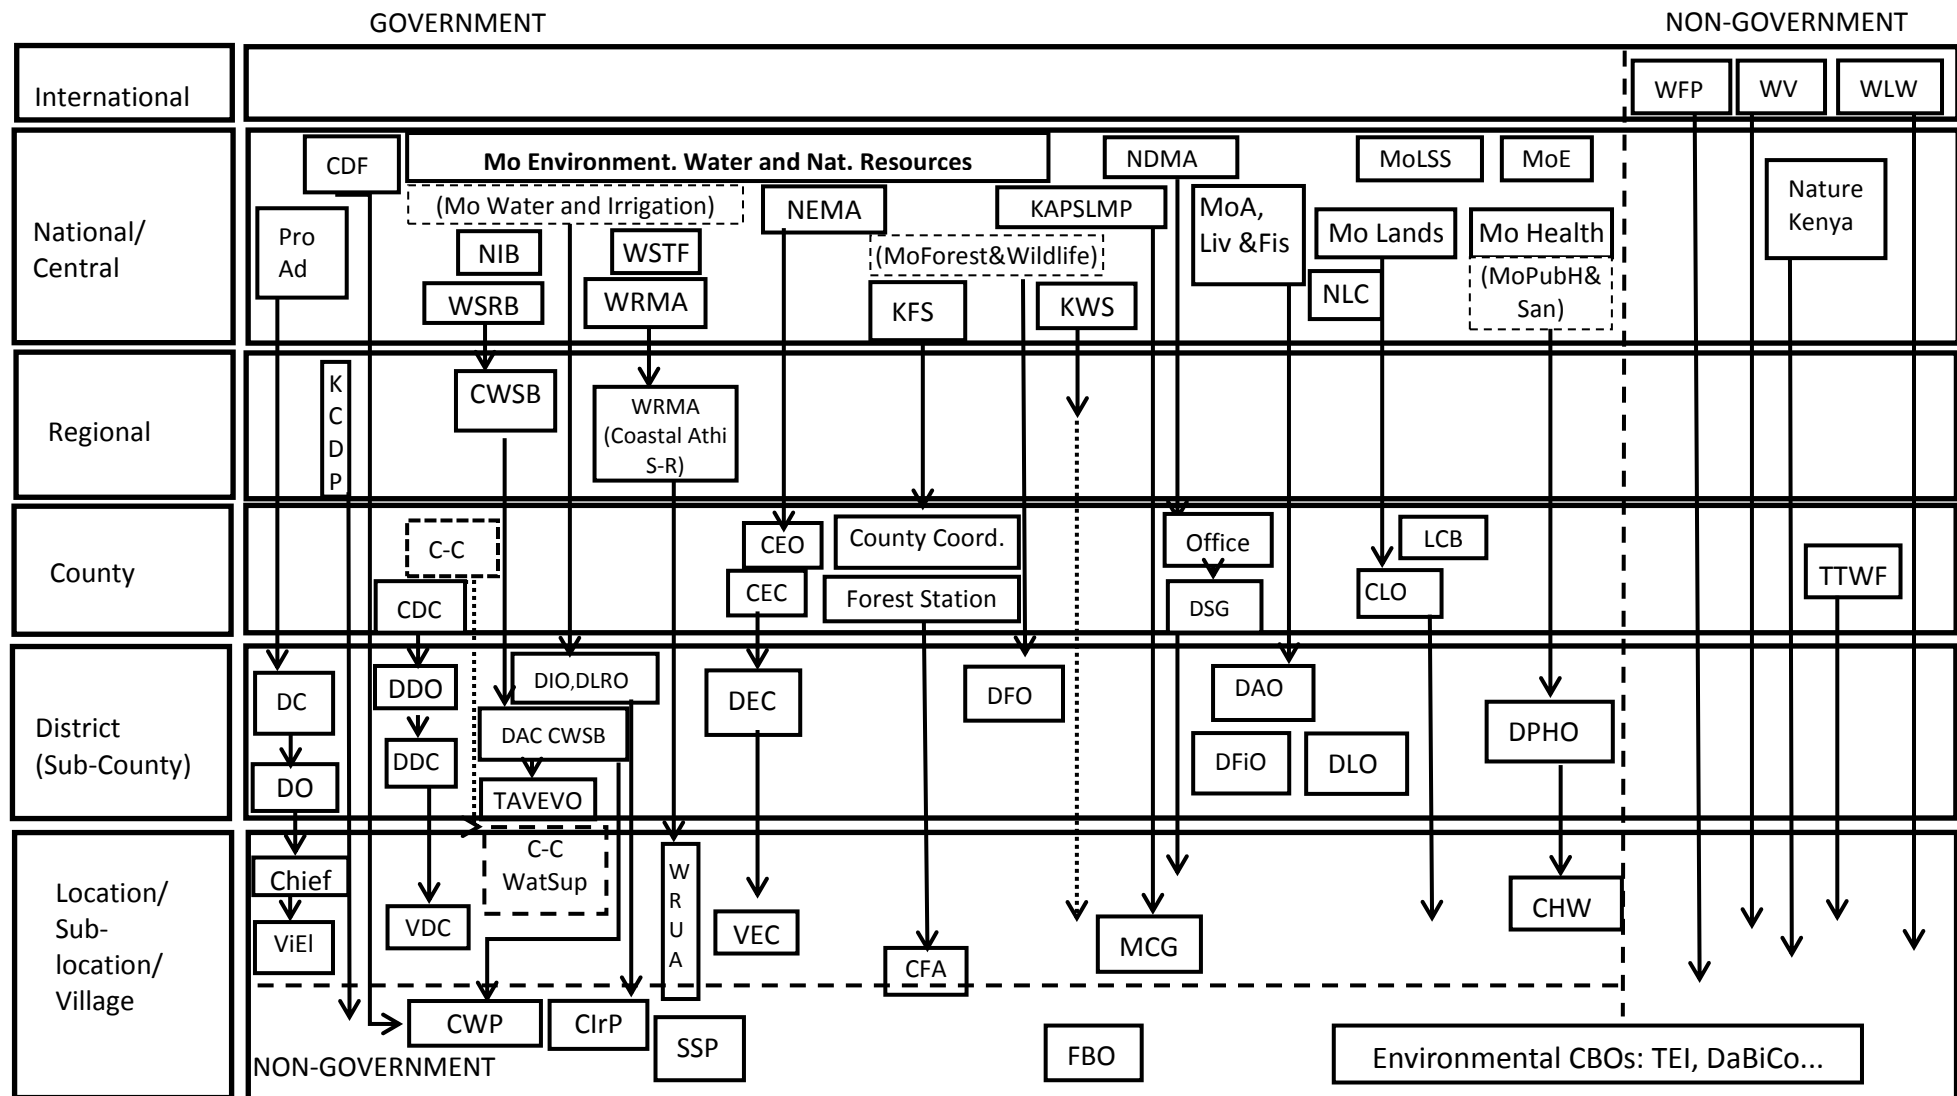 GOVERNMENT
NON-GOVERNMENT
International
WFP
WV
WLW
National/
Central
CDF
Mo Environment. Water and Nat. Resources
NDMA
MoLSS
MoE
Pro
Ad
(Mo Water and Irrigation)
NEMA
KAPSLMP
MoA,
Liv &Fis
Mo Lands
Mo Health
Nature
Kenya
NIB
WSTF
(MoForest&Wildlife)
NLC
(MoPubH&
San)
WSRB
WRMA
KFS
KWS
Regional
K
C
D
P
CWSB
WRMA
(Coastal Athi
S-R)
County
C-C
CEO
County Coord.
Office
LCB
TTWF
CDC
CEC
Forest Station
DSG
CLO
District
(Sub-County)
DC
DDO
DIO,DLRO
DEC
DFO
DAO
DPHO
DO
DDC
DAC CWSB
DFiO
DLO
TAVEVO
Location/
Sub-
location/
Village
Chief
C-C
WatSup
W
R
U
A
CHW
ViEl
VDC
VEC
CFA
MCG
CWP
CIrP
SSP
FBO
Environmental CBOs: TEI, DaBiCo...
NON-GOVERNMENT